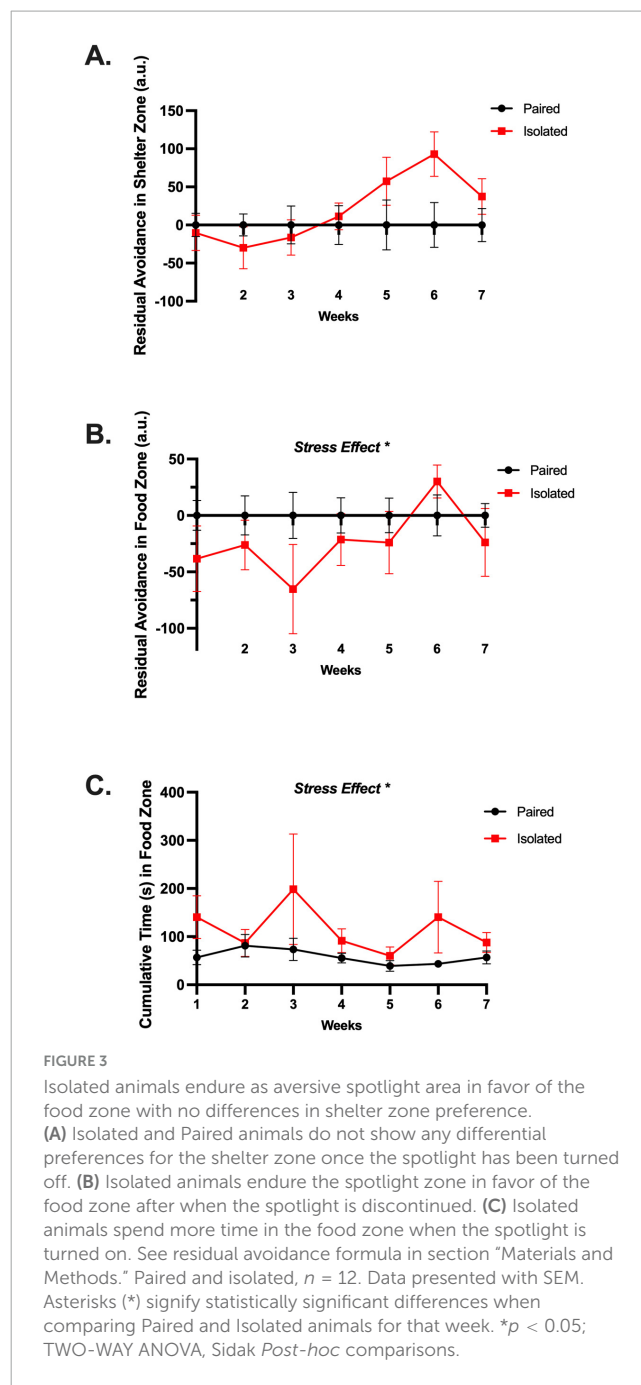 A.
Residual Avoidance in Shelter Zone (a.u.)
150
100
50
0
-50
-100
2
3
4
5
6
7
Weeks
Paired
Isolated
B.
Stress Effect *
Residual Avoidance in Food Zone (a.u.)
50
0
-50
-100
2
3
4
5
6
7
Weeks
Paired
Isolated
C.
Stress Effect *
Cumulative Time (s) in Food Zone
400
300
200
100
0
1
2
3
4
5
6
7
Weeks
Paired
Isolated
FIGURE 3
Isolated animals endure as aversive spotlight area in favor of the
food zone with no differences in shelter zone preference.
(A) Isolated and Paired animals do not show any differential
preferences for the shelter zone once the spotlight has been turned
off. (B) Isolated animals endure the spotlight zone in favor of the
food zone after when the spotlight is discontinued. (C) Isolated
animals spend more time in the food zone when the spotlight is
turned on. See residual avoidance formula in section “Materials and
Methods.” Paired and isolated, n = 12. Data presented with SEM.
Asterisks (*) signify statistically significant differences when
comparing Paired and Isolated animals for that week. *p < 0.05;
TWO-WAY ANOVA, Sidak Post-hoc comparisons.